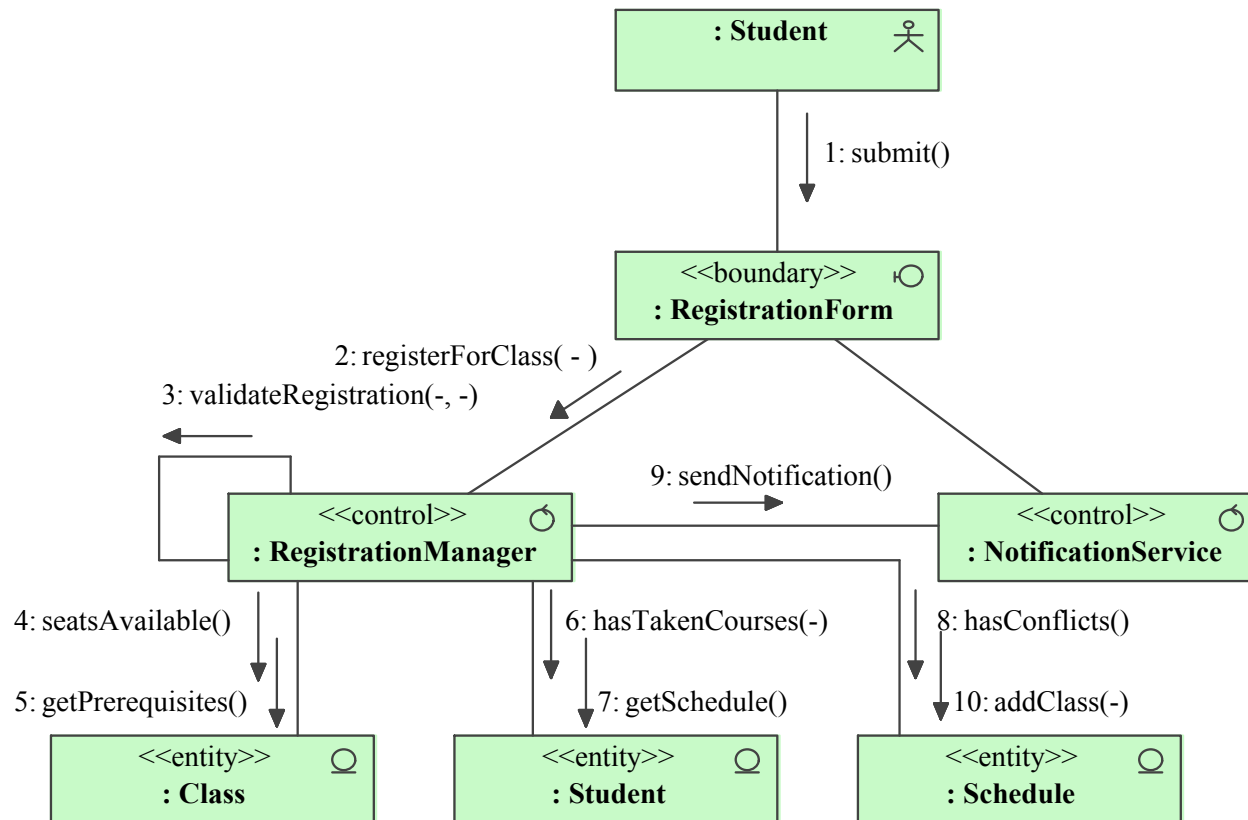 : Student
1: submit()
<<boundary>>
: RegistrationForm
2: registerForClass( - )
3: validateRegistration(-, -)
9: sendNotification()
<<control>>
: RegistrationManager
<<control>>
: NotificationService
4: seatsAvailable()
6: hasTakenCourses(-)
8: hasConflicts()
5: getPrerequisites()
7: getSchedule()
10: addClass(-)
<<entity>>
: Class
<<entity>>
: Student
<<entity>>
: Schedule